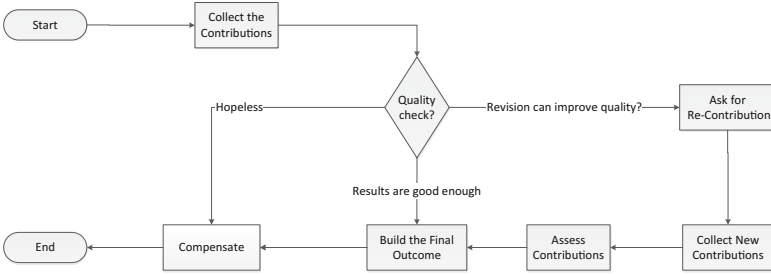 Start
Collect the
Contributions
Quality
check?
Hopeless
Revision can improve quality?
Ask for
Re-Contribution
Results are good enough
End
Compensate
Build the Final
Outcome
Assess
Contributions
Collect New
Contributions